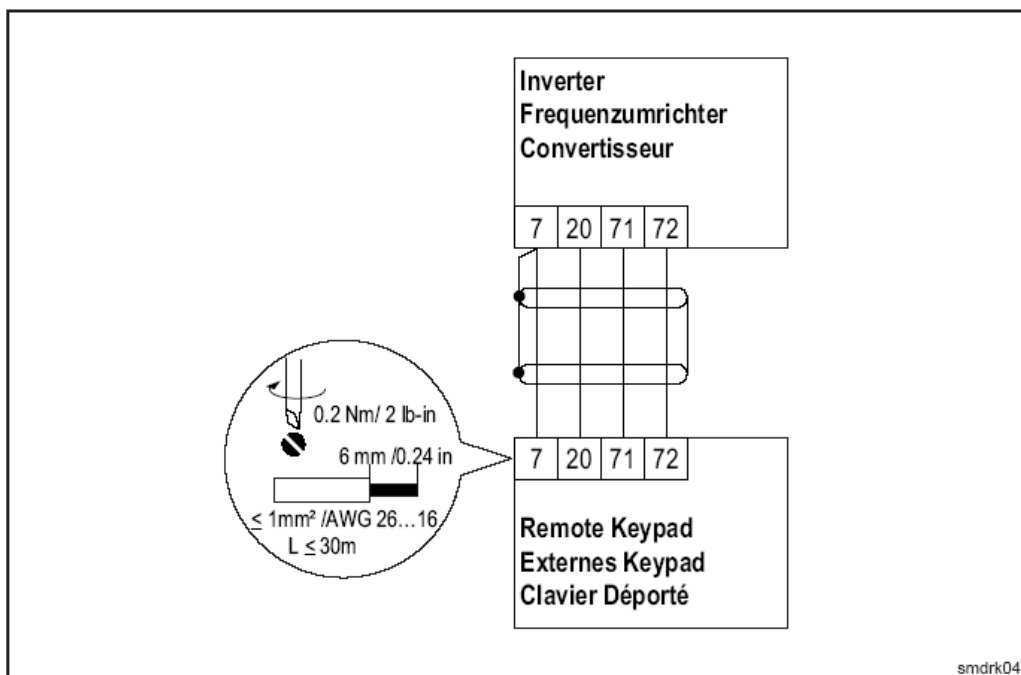 Inverter
Frequenzumrichter
Convertisseur
7 20 71 72
0.2 Nm/ 2 lb-in
6 mm /0.24 in
≤ 1mm² /AWG 26...16
L ≤ 30m
7 20 71 72
Remote Keypad
Externes Keypad
Clavier Déporté
smdrk04